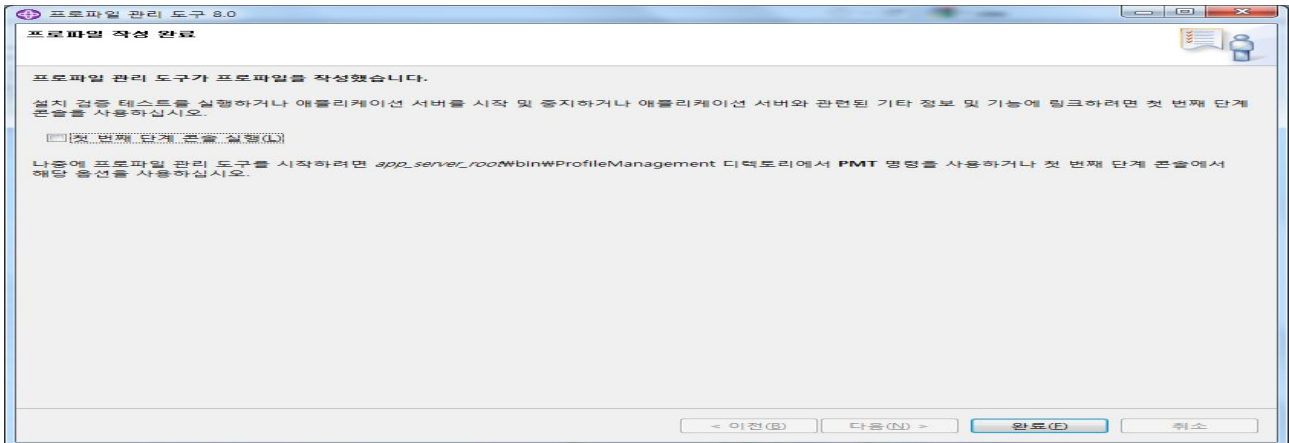 프로파일 관리 도구 8.0
프로파일 작성 완료
프로파일 관리 도구가 프로파일을 작성했습니다.
설치 검증 테스트를 실행하거나 애플리케이션 서버를 시작 및 중지하거나 애플리케이션 서버와 관련된 기타 정보 및 기능에 링크하려면 첫 번째 단계
콘솔을 사용하십시오.
첫 번째 단계 콘솔 실행(L)
나중에 프로파일 관리 도구를 시작하려면 app_server_root₩bin₩ProfileManagement 디렉토리에서 PMT 명령을 사용하거나 첫 번째 단계 콘솔에서
해당 옵션을 사용하십시오.
< 이전(B) 다음(N) > 완료(F) 취소